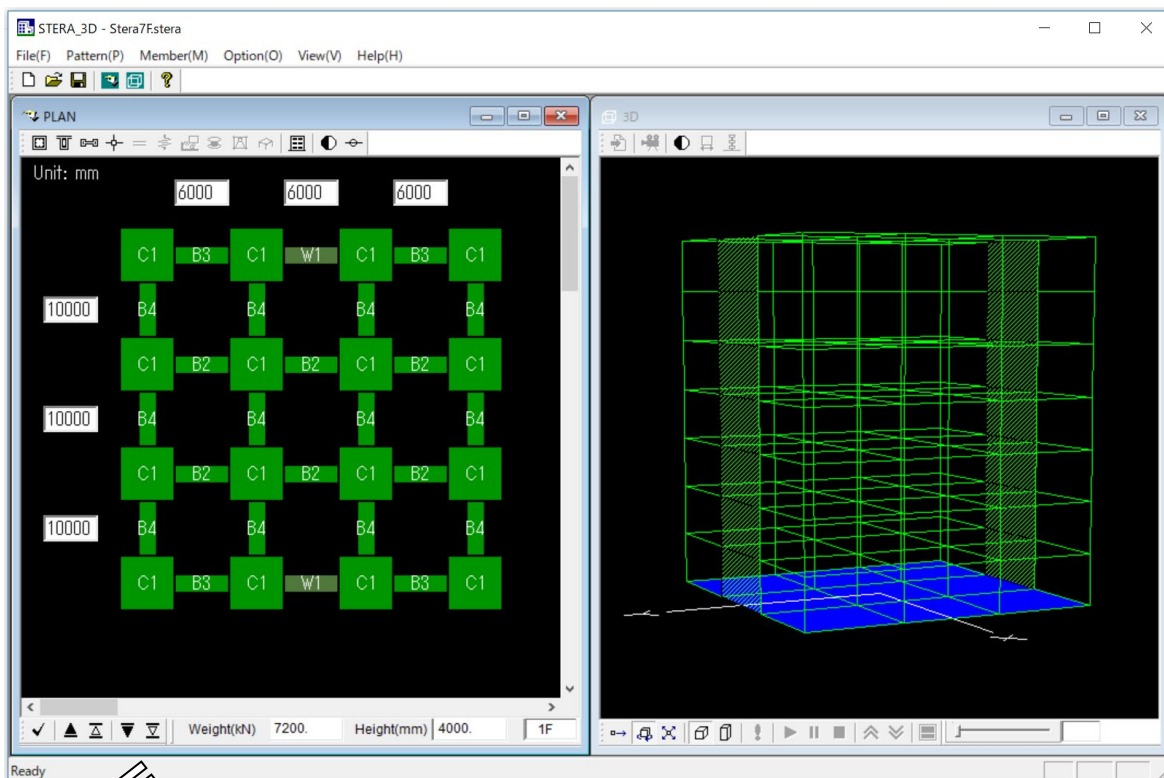 STERA_3D - Stera7F.stera
File(F) Pattern(P) Member(M) Option(O) View(V) Help(H)
PLAN
Unit: mm
6000 6000 6000
C1 B3 C1 W1 C1 B3 C1
10000 B4 B4 B4 B4
C1 B2 C1 B2 C1 B2 C1
10000 B4 B4 B4 B4
C1 B2 C1 B2 C1 B2 C1
10000 B4 B4 B4 B4
C1 B3 C1 W1 C1 B3 C1
Weight(kN) 7200. Height(mm) 4000. 1F
3D
Ready